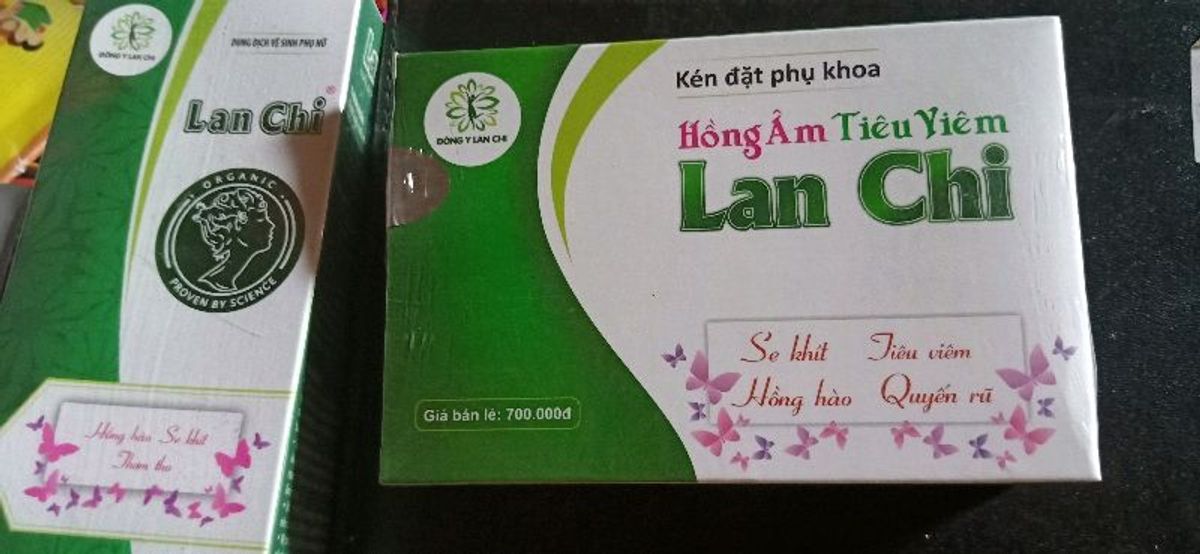 ĐÔNG Y LAN CHI
DUNG DỊCH VỆ SINH PHỤ NỮ
Lan Chi®
ORGANIC
PROVEN BY SCIENCE
Hồng hào Se khít
Thơm tho
ĐÔNG Y LAN CHI
Kén đặt phụ khoa
Hồng Âm Tiêu Viêm
Lan Chi
Se khít Tiêu viêm
Hồng hào Quyến rũ
Giá bán lẻ: 700.000đ